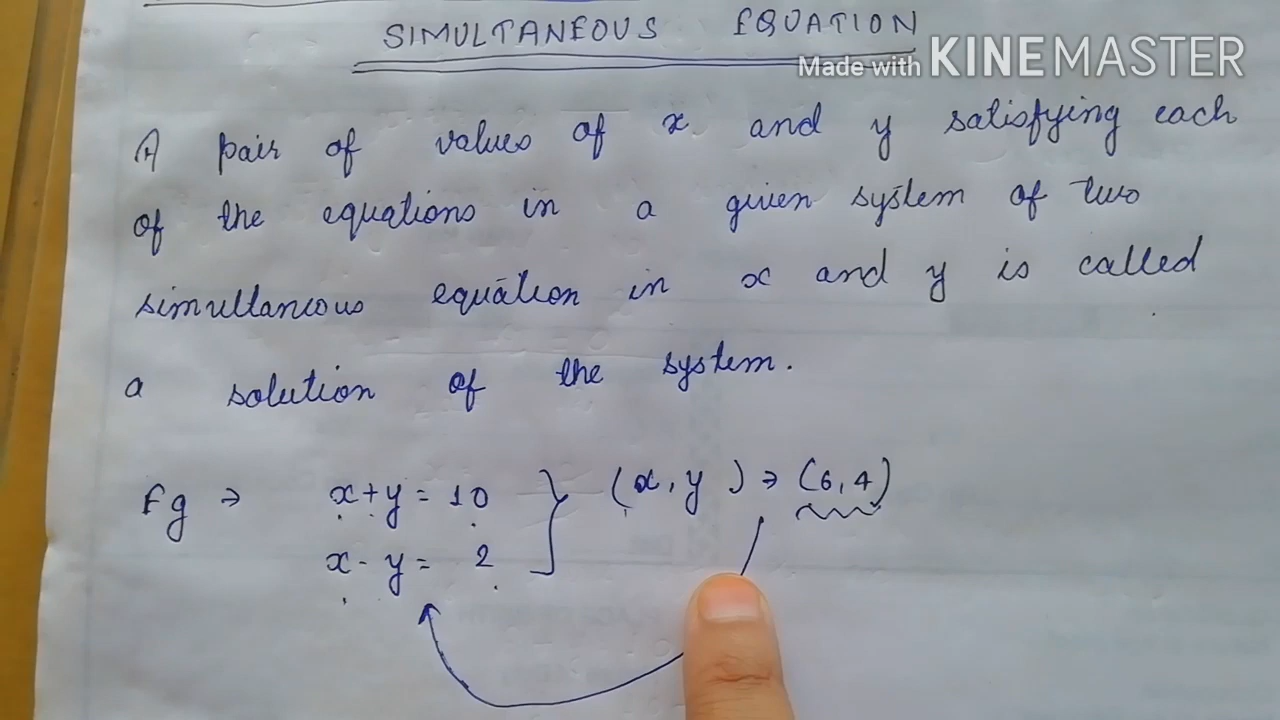 SIMULTANEOUS EQUATION
Made with KINEMASTER
A pair of values of x and y satisfying each
of the equations in a given system of two
simultaneous equation in x and y is called
a solution of the system.
Eg → x+y = 10 } (x, y) → (6, 4)
x - y = 2